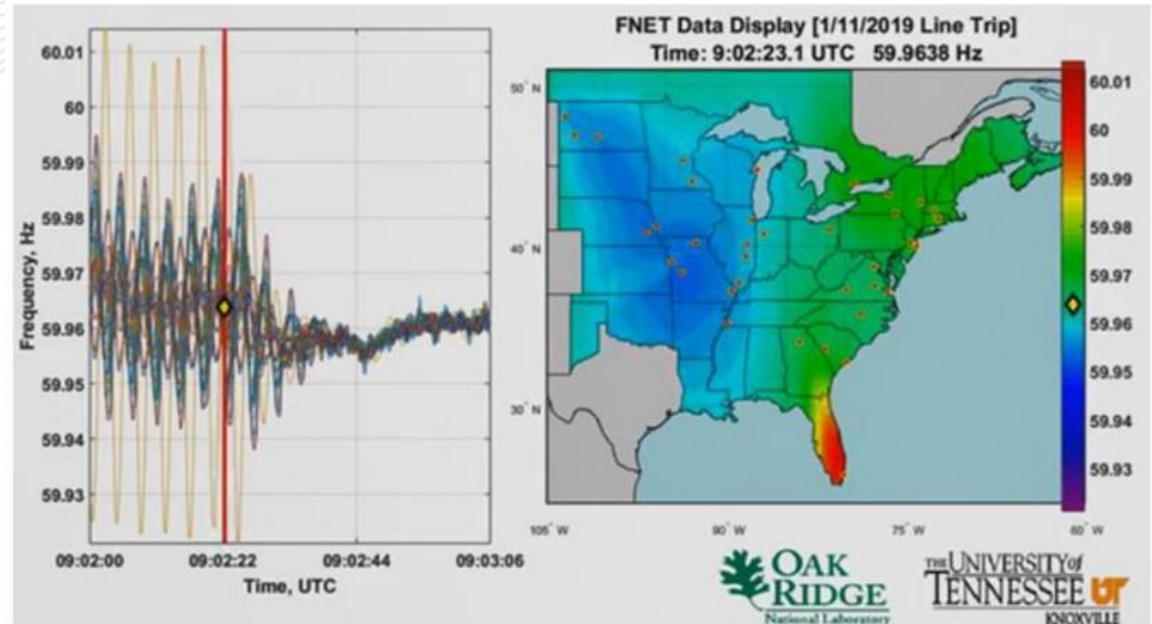 FNET Data Display [1/11/2019 Line Trip]
Time: 9:02:23.1 UTC 59.9638 Hz
60.01
60
59.99
59.98
59.97
59.96
59.95
59.94
59.93
Frequency, Hz
09:02:00
09:02:22
09:02:44
09:03:06
Time, UTC
50° N
40° N
30° N
105° W
90° W
75° W
60° W
60.01
60
59.99
59.98
59.97
59.96
59.95
59.94
59.93
OAK
RIDGE
National Laboratory
THE UNIVERSITY of
TENNESSEE UT
KNOXVILLE